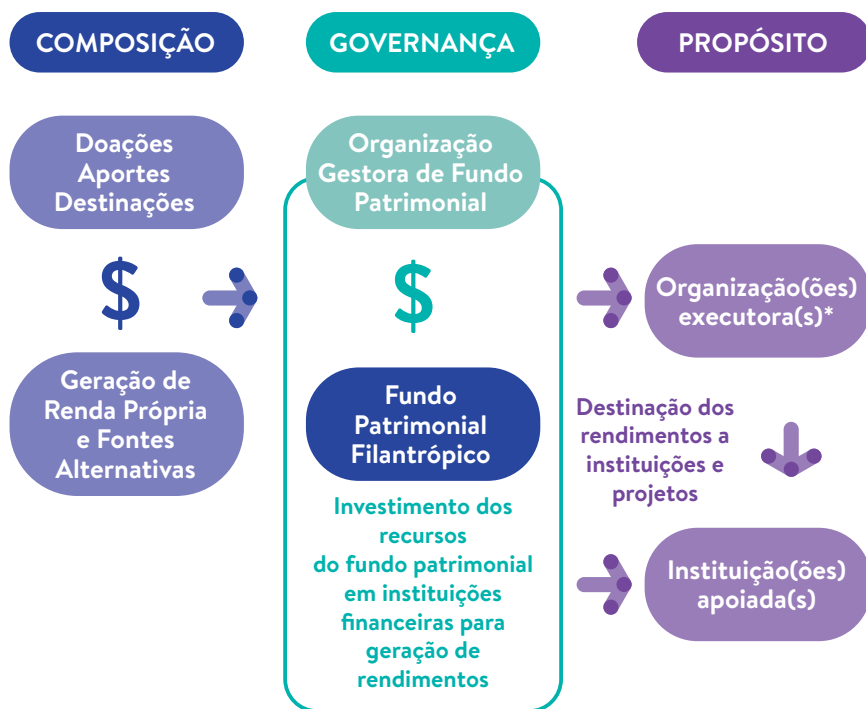 COMPOSIÇÃO
GOVERNANÇA
PROPÓSITO
Doações
Aportes
Destinações
$
Geração de
Renda Própria
e Fontes
Alternativas
Organização
Gestora de Fundo
Patrimonial
$
Fundo
Patrimonial
Filantrópico
Investimento dos
recursos
do fundo patrimonial
em instituições
financeiras para
geração de
rendimentos
Organização(ões)
executora(s)*
Destinação dos
rendimentos a
instituições e
projetos
Instituição(ões)
apoiada(s)